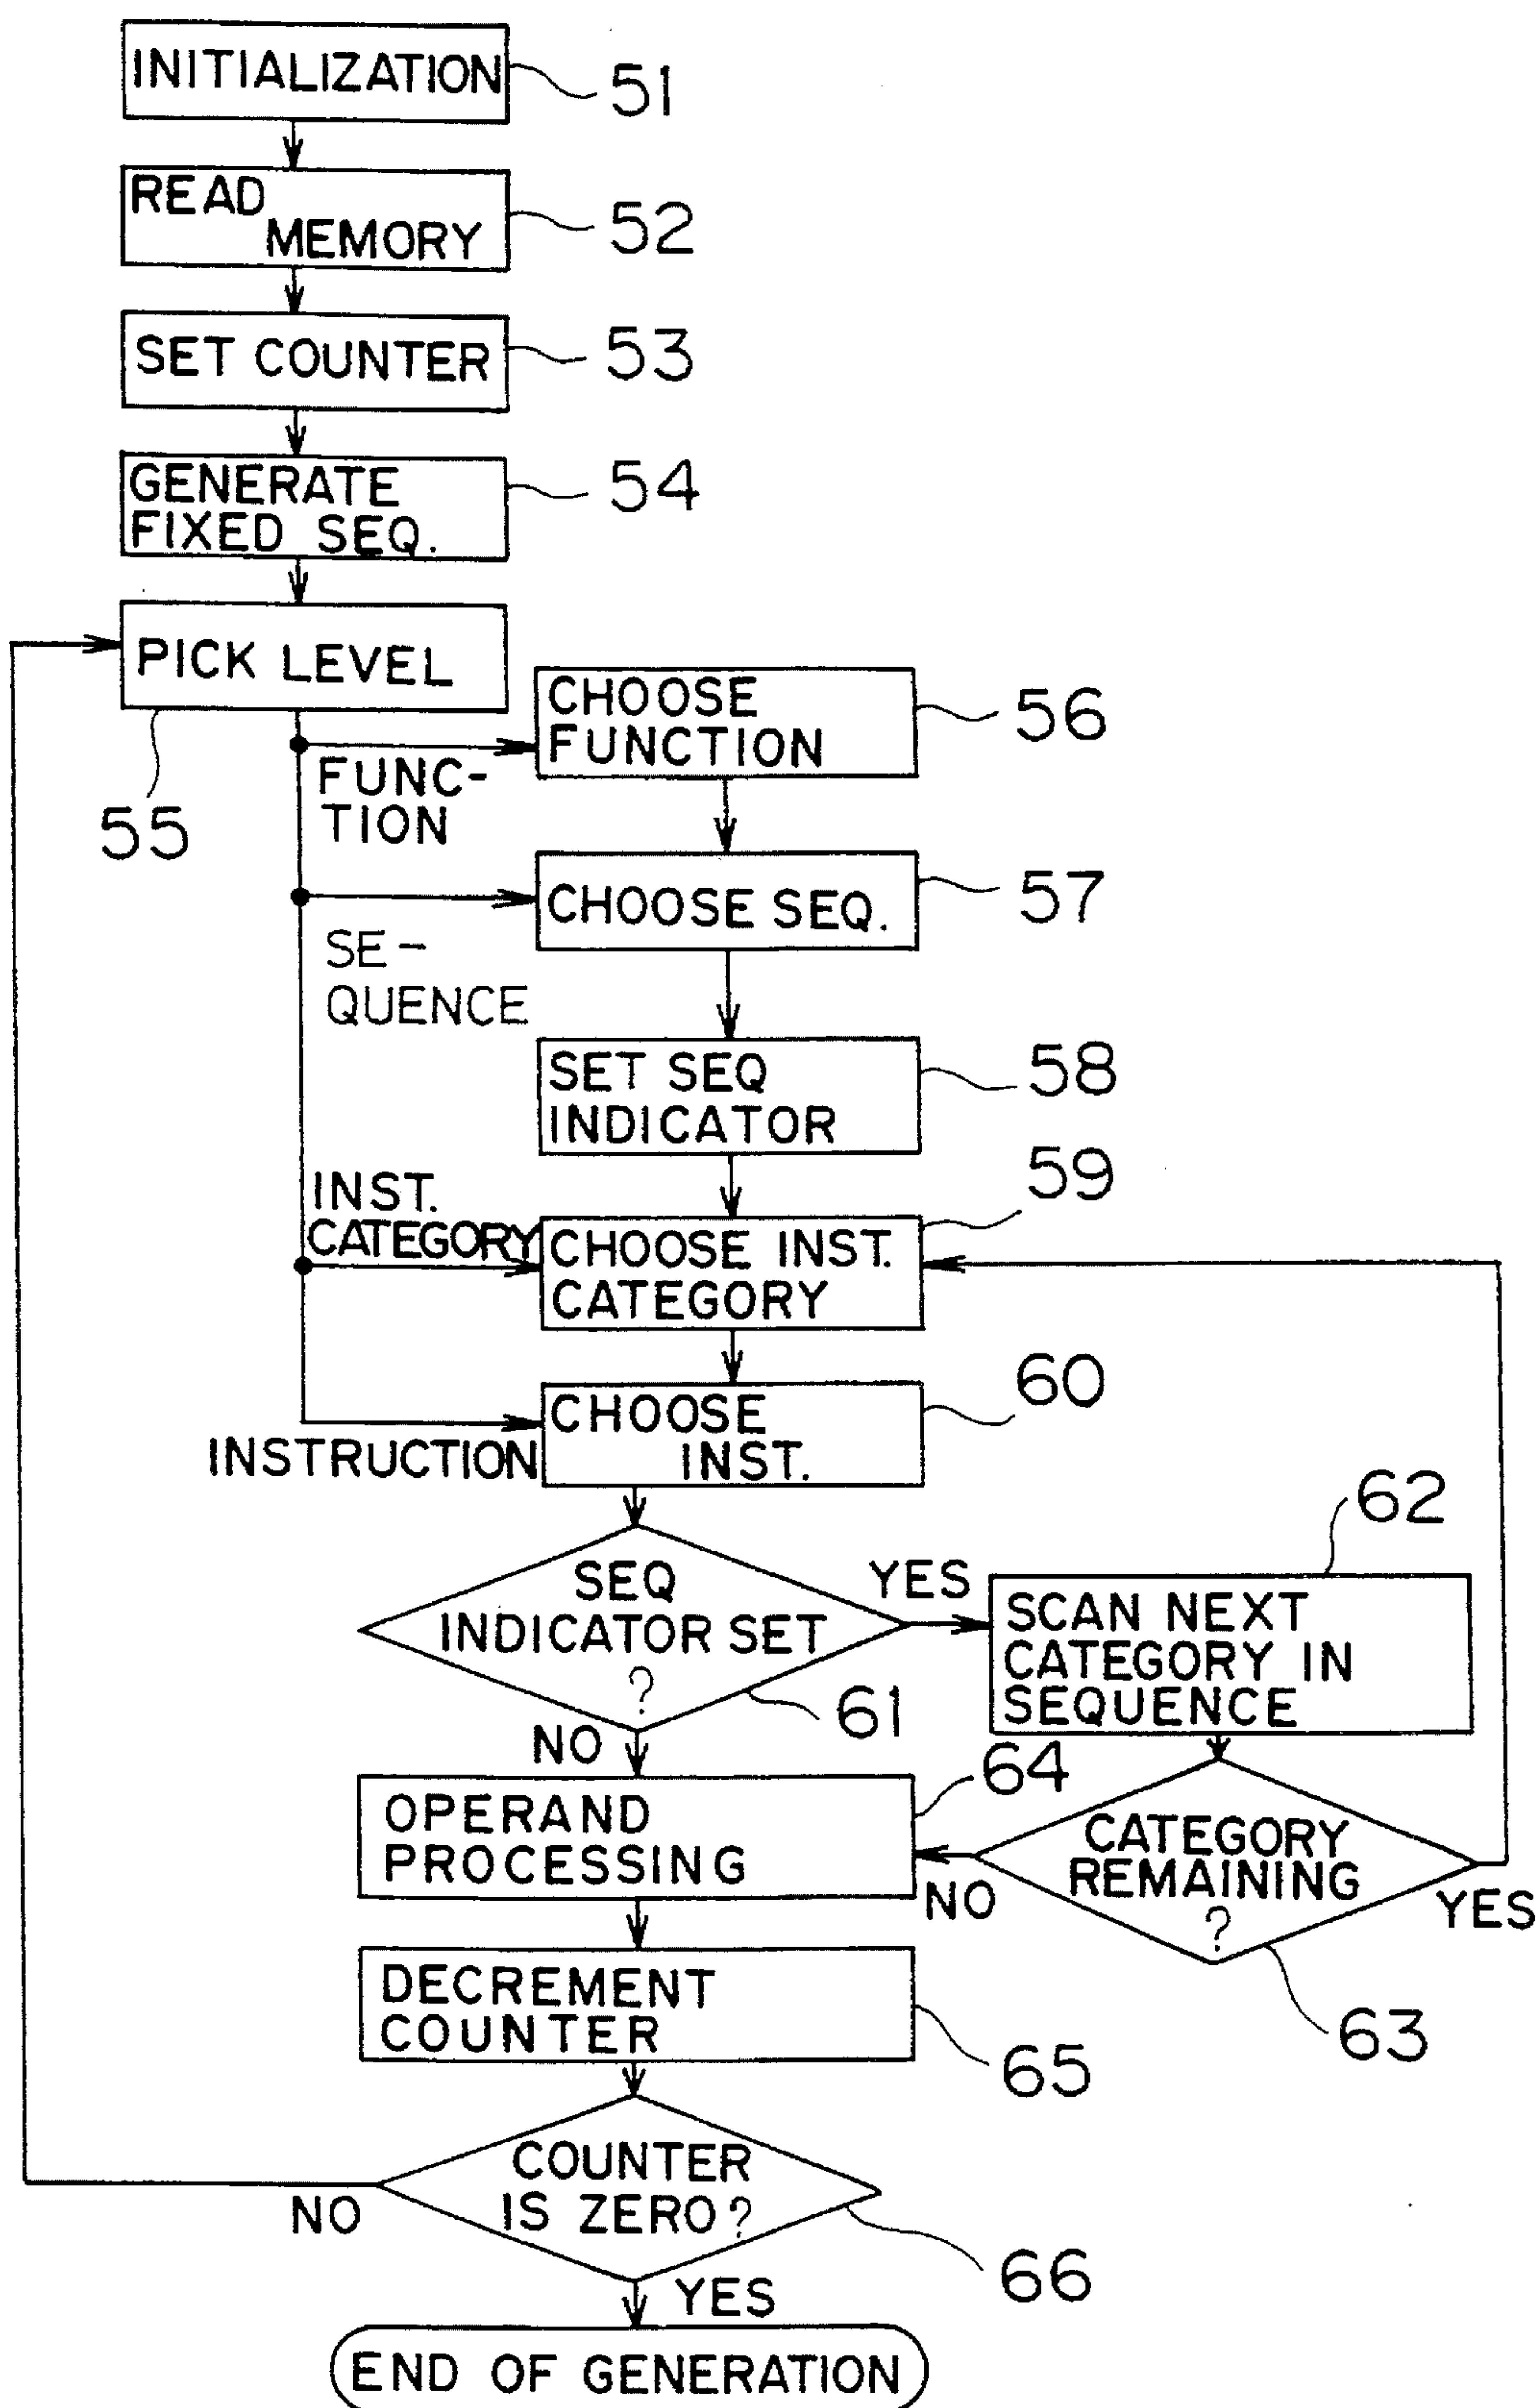 INITIALIZATION
51
READ
MEMORY
52
SET COUNTER
53
GENERATE
FIXED SEQ.
54
PICK LEVEL
55
CHOOSE
FUNCTION
56
FUNC-
TION
CHOOSE SEQ.
57
SE-
QUENCE
SET SEQ
INDICATOR
58
59
INST.
CATEGORY
CHOOSE INST.
CATEGORY
60
CHOOSE
INST.
INSTRUCTION
62
SEQ
INDICATOR SET
?
YES
SCAN NEXT
CATEGORY IN
SEQUENCE
61
NO
64
OPERAND
PROCESSING
CATEGORY
REMAINING
?
NO
YES
DECREMENT
COUNTER
63
65
COUNTER
IS ZERO?
NO
66
YES
END OF GENERATION